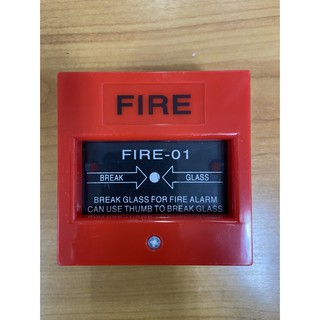 FIRE
FIRE-01
BREAK GLASS
BREAK GLASS FOR FIRE ALARM
CAN USE THUMB TO BREAK GLASS